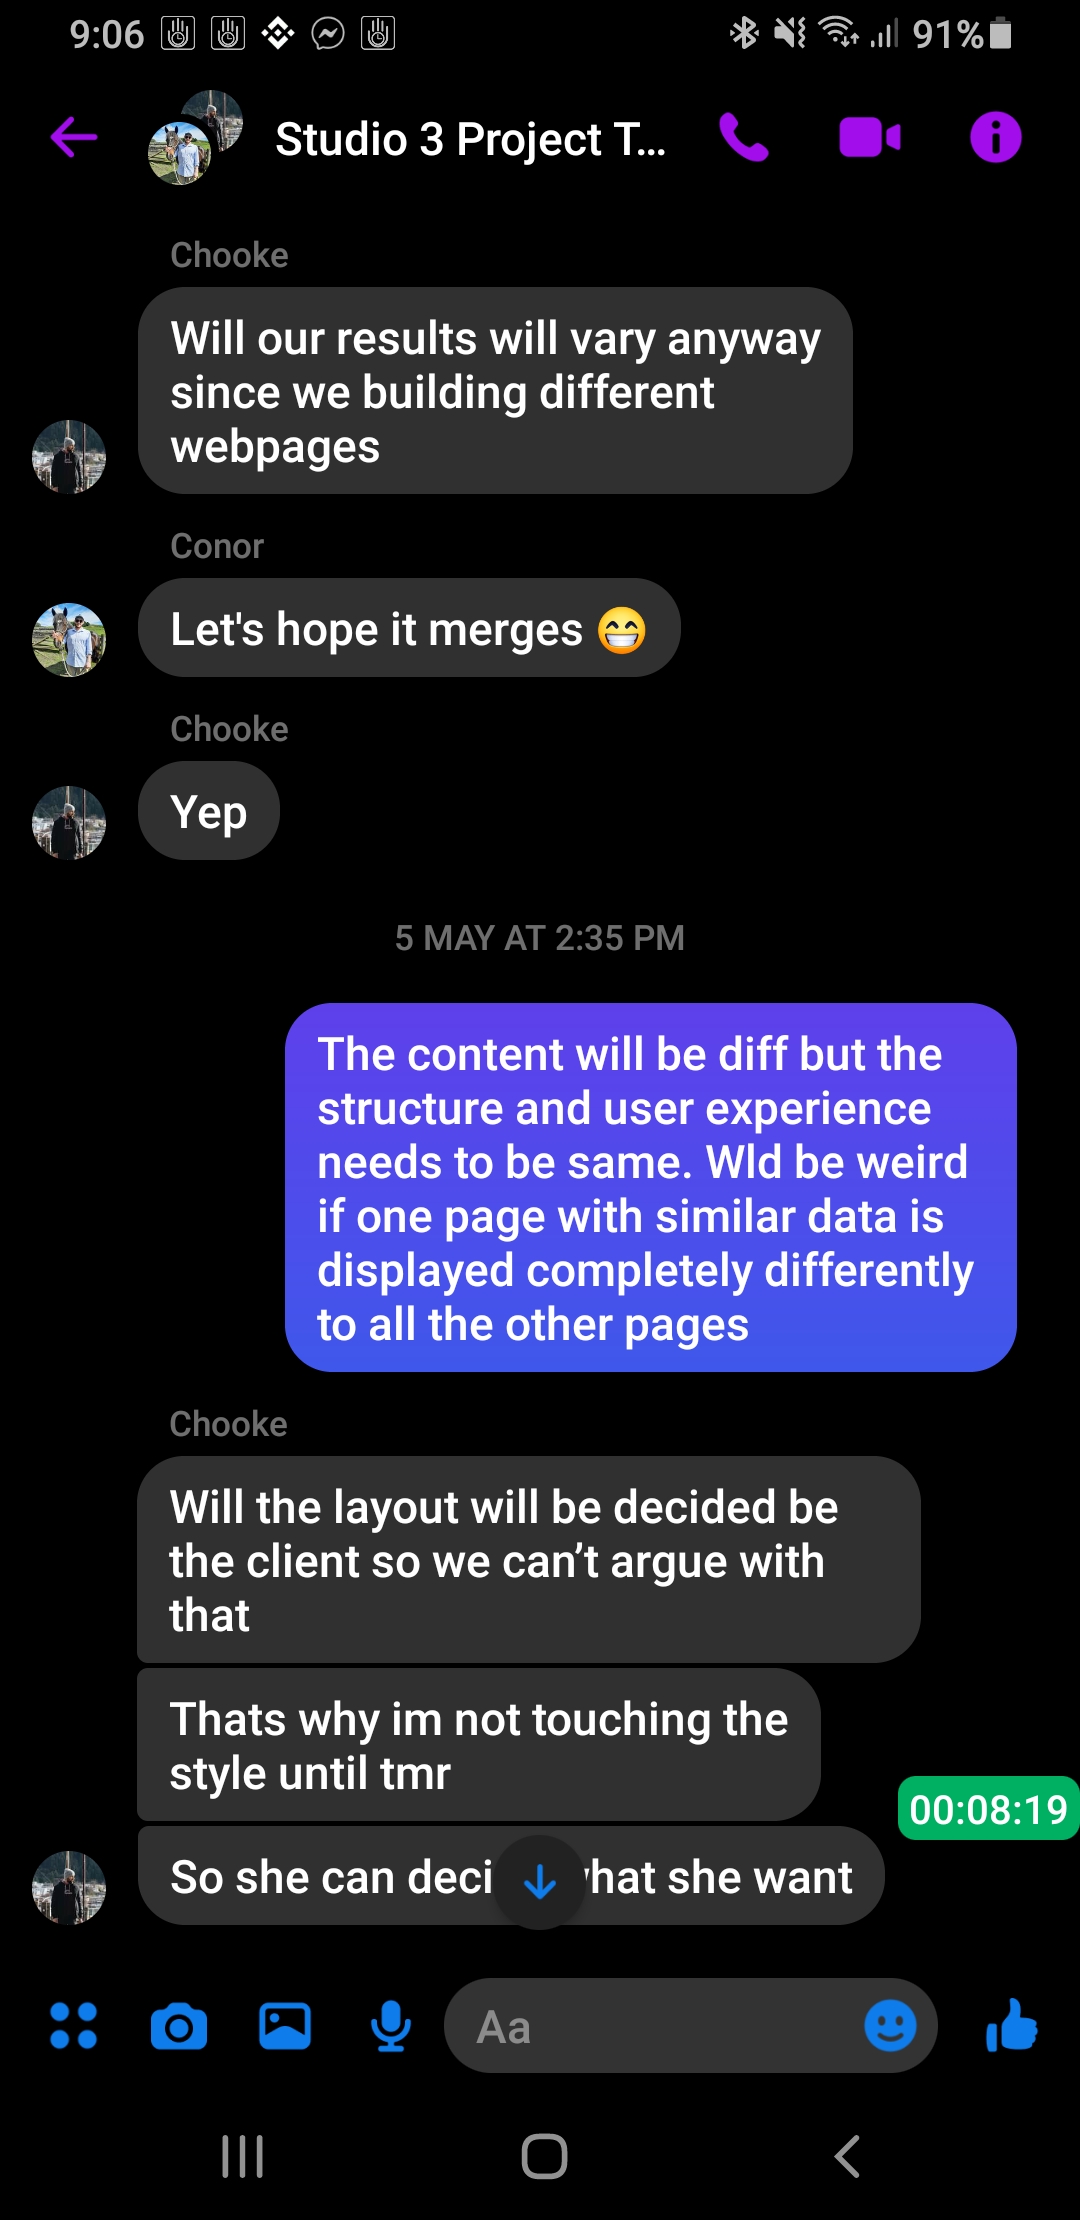 9:06
91%
Studio 3 Project T...
Chooke
Will our results will vary anyway
since we building different
webpages
Conor
Let's hope it merges 😁
Chooke
Yep
5 MAY AT 2:35 PM
The content will be diff but the
structure and user experience
needs to be same. Wld be weird
if one page with similar data is
displayed completely differently
to all the other pages
Chooke
Will the layout will be decided be
the client so we can’t argue with
that
Thats why im not touching the
style until tmr
00:08:19
So she can deci hat she want
Aa